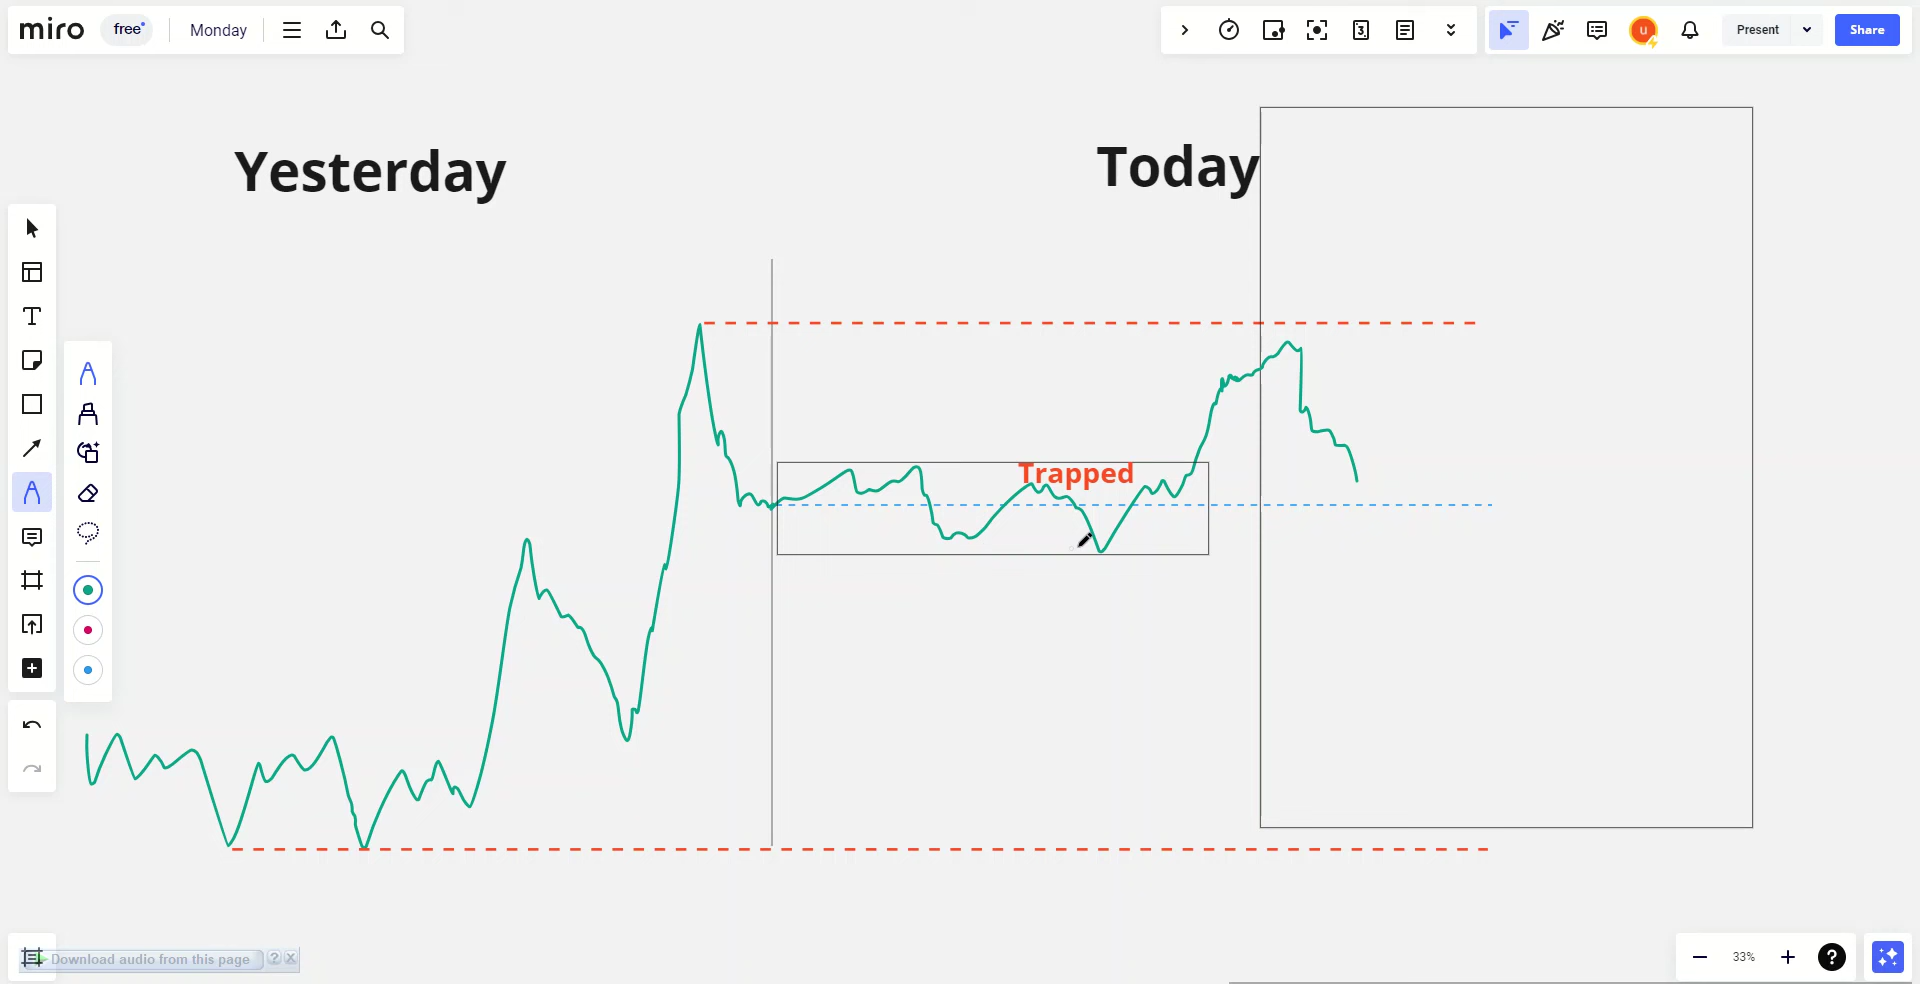 miro free Monday
Present Share
Yesterday
Today
Trapped
Download audio from this page
33%